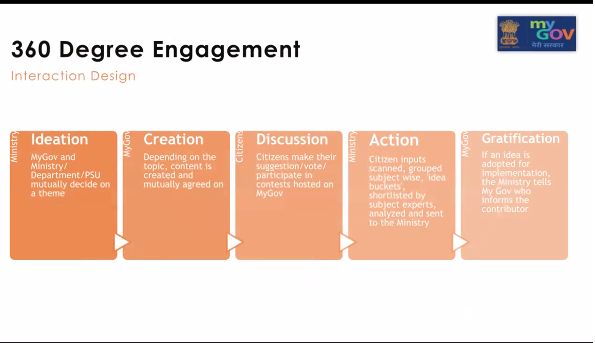 my
GOV
मेरी सरकार
360 Degree Engagement
Interaction Design
Ministry
Ideation
MyGov and
Ministry/
Department/PSU
mutually decide on
a theme
MyGov
Creation
Depending on the
topic, content is
created and
mutually agreed on
Citizens
Discussion
Citizens make their
suggestion/vote/
participate in
contests hosted on
MyGov
Ministry
Action
Citizen inputs
scanned, grouped
subject wise, 'idea
buckets',
shortlisted by
subject experts,
analyzed and sent
to the Ministry
MyGov
Gratification
If an idea is
adopted for
implementation,
the Ministry tells
My Gov who
informs the
contributor